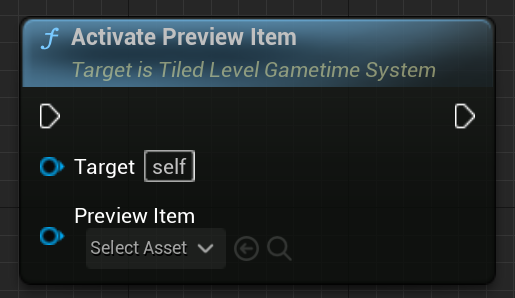 Activate Preview Item
Target is Tiled Level Gametime System
Target self
Preview Item
Select Asset